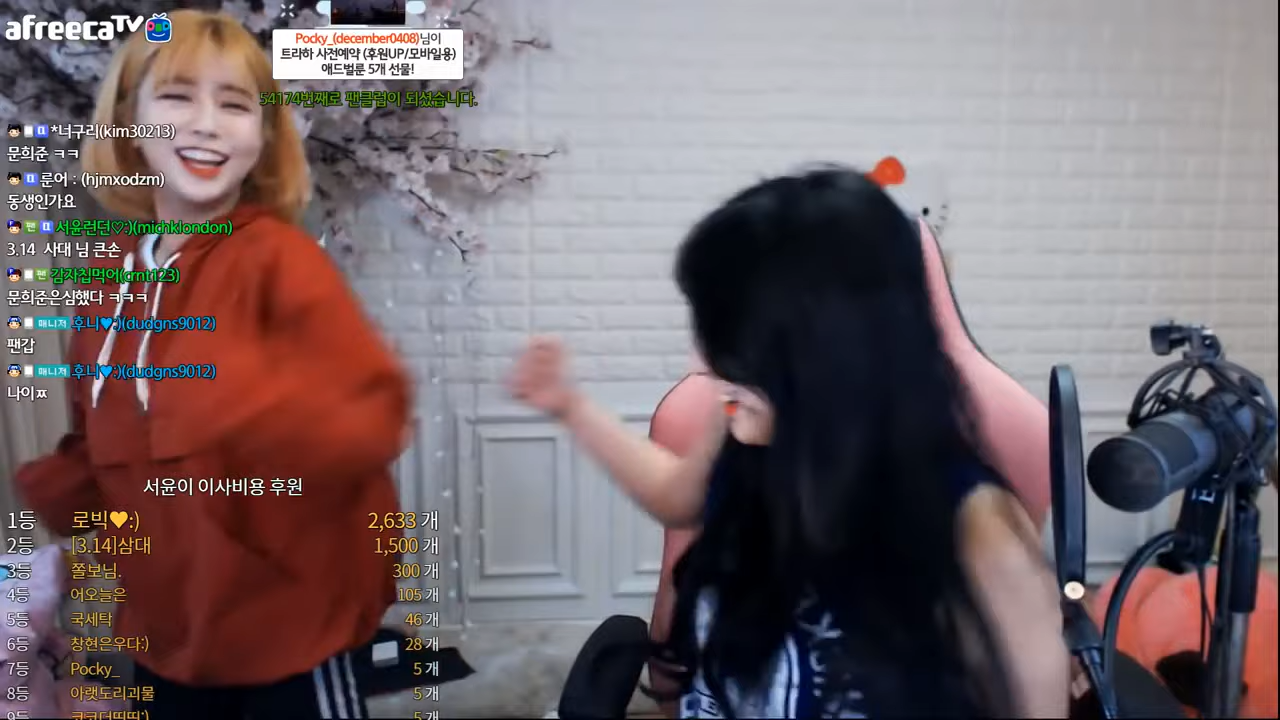 afreecaTV
Pocky_(december0408)님이
트라하 사전예약 (후원UP/모바일용)
애드벌룬 5개 선물!
54174번째로 팬클럽이 되셨습니다.
*너구리(kim30213)
문희준 ㅋㅋ
룬어 : (hjmxodzm)
동생인가요
팬 서윤런던♡:)(michklondon)
3.14 사대 님 큰손
팬 감자칩먹어(crnt123)
문희준은심했다 ㅋㅋㅋ
매니저 후니♥:)(dudgns9012)
팬갑
매니저 후니♥:)(dudgns9012)
나이ㅉ
서윤이 이사비용 후원
1등 로빅♥:) 2,633 개
2등 [3.14]삼대 1,500 개
3등 쫄보님. 300 개
4등 어오늘은 105 개
5등 국세탁 46 개
6등 창현은우다:) 28 개
7등 Pocky_ 5 개
8등 아랫도리괴물 5 개